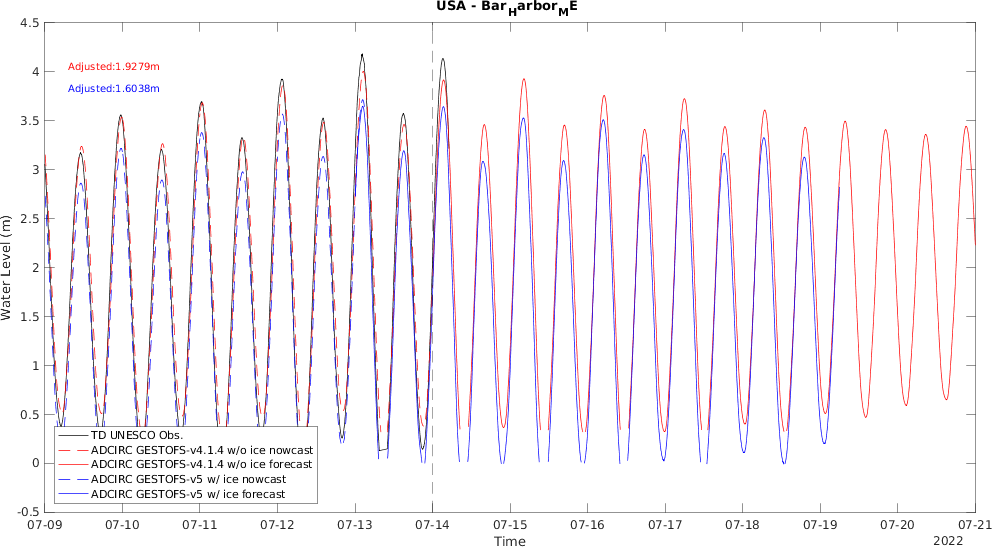 USA - BarHarborME
4.5
Adjusted:1.9279m
4
Adjusted:1.6038m
3.5
3
2.5
2
1.5
1
0.5
0
-0.5
Water Level (m)
TD UNESCO Obs.
ADCIRC GESTOFS-v4.1.4 w/o ice nowcast
ADCIRC GESTOFS-v4.1.4 w/o ice forecast
ADCIRC GESTOFS-v5 w/ ice nowcast
ADCIRC GESTOFS-v5 w/ ice forecast
07-09 07-10 07-11 07-12 07-13 07-14 07-15 07-16 07-17 07-18 07-19 07-20 07-21
Time
2022